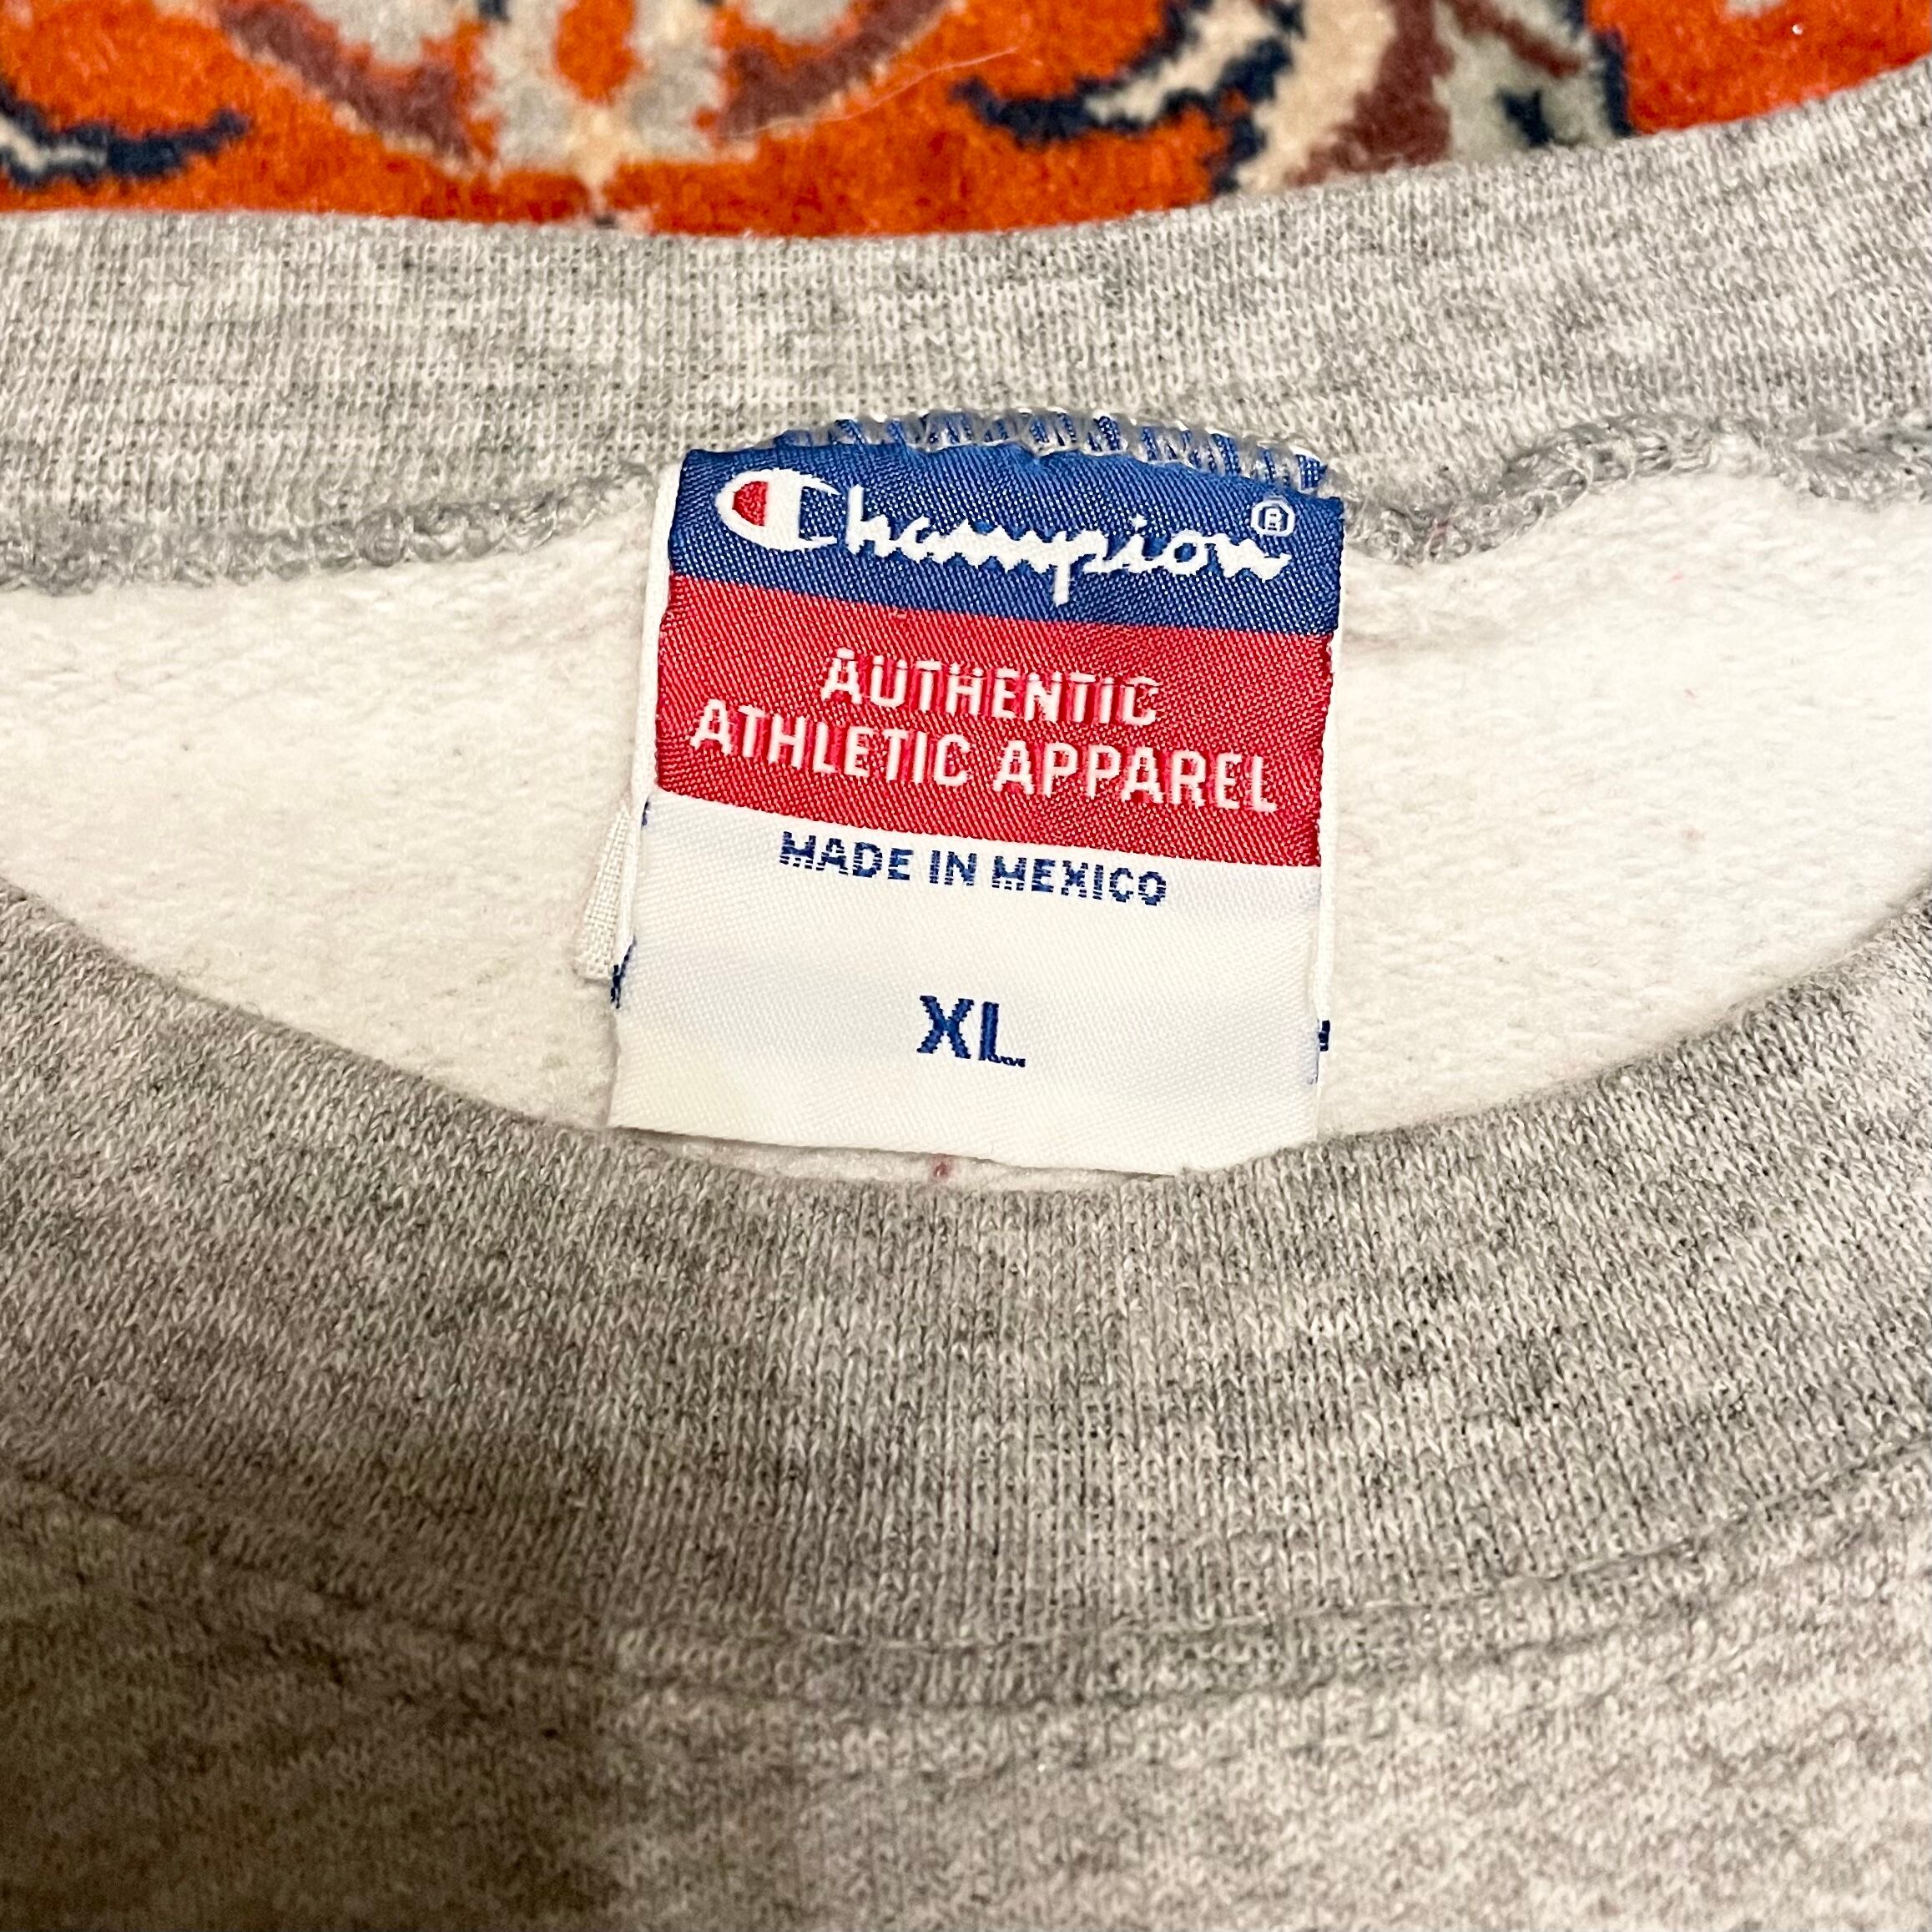 Champion®
AUTHENTIC
ATHLETIC APPAREL
MADE IN MEXICO
XL